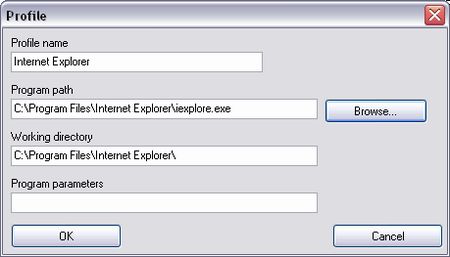 Profile
Profile name
Internet Explorer
Program path
C:\Program Files\Internet Explorer\iexplore.exe
Browse...
Working directory
C:\Program Files\Internet Explorer\
Program parameters
OK
Cancel